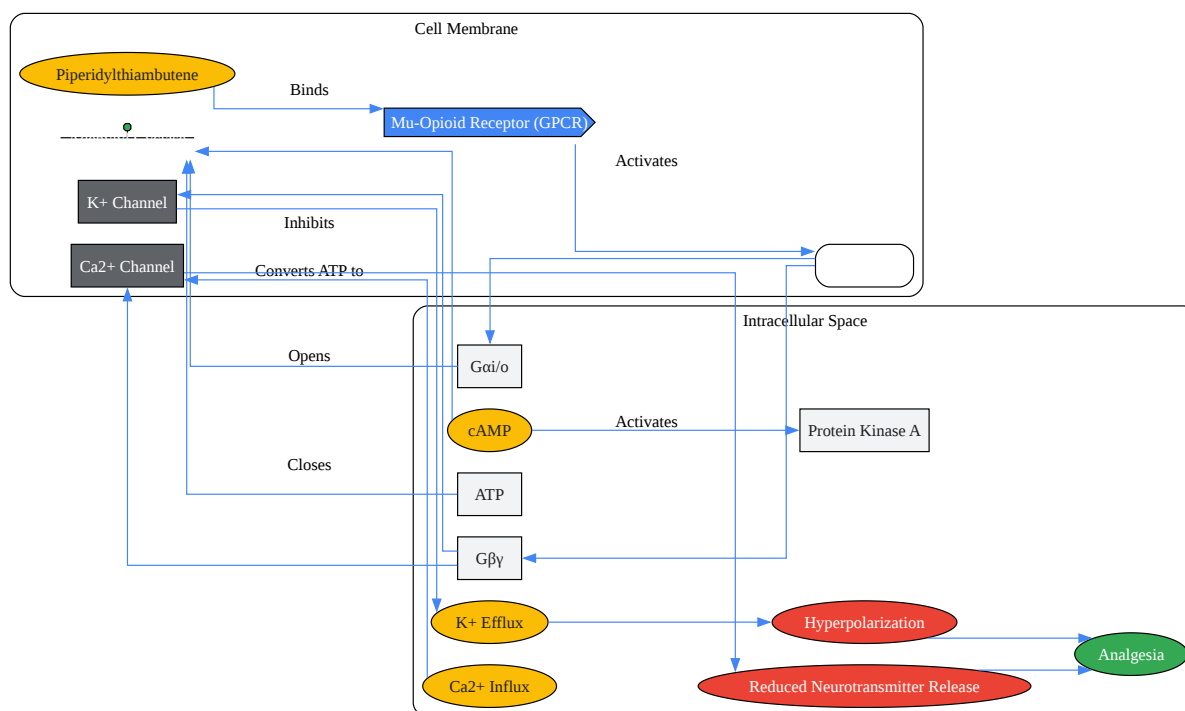 Cell Membrane
Piperidylthiambutene
Binds
Mu-Opioid Receptor (GPCR)
Activates
K+ Channel
Inhibits
Ca2+ Channel
Converts ATP to
Intracellular Space
Opens
Gαi/o
cAMP
Activates
Protein Kinase A
Closes
ATP
Gβγ
K+ Efflux
Hyperpolarization
Analgesia
Ca2+ Influx
Reduced Neurotransmitter Release